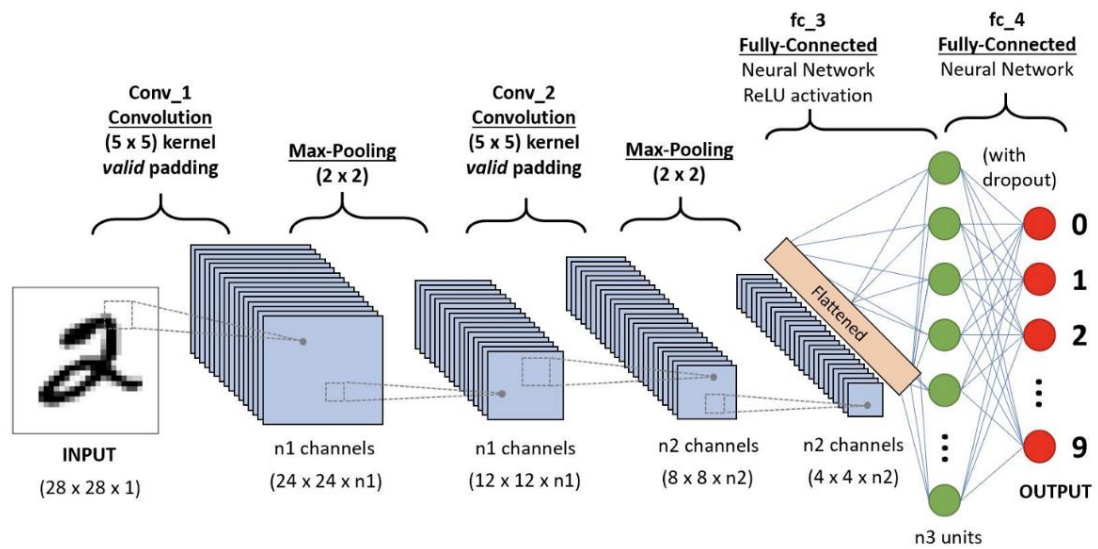 Conv_1
Convolution
(5 x 5) kernel
valid padding
Max-Pooling
(2 x 2)
Conv_2
Convolution
(5 x 5) kernel
valid padding
Max-Pooling
(2 x 2)
fc_3
Fully-Connected
Neural Network
ReLU activation
fc_4
Fully-Connected
Neural Network
(with
dropout)
Flattened
0
1
2
9
OUTPUT
2
INPUT
(28 x 28 x 1)
n1 channels
(24 x 24 x n1)
n1 channels
(12 x 12 x n1)
n2 channels
(8 x 8 x n2)
n2 channels
(4 x 4 x n2)
n3 units